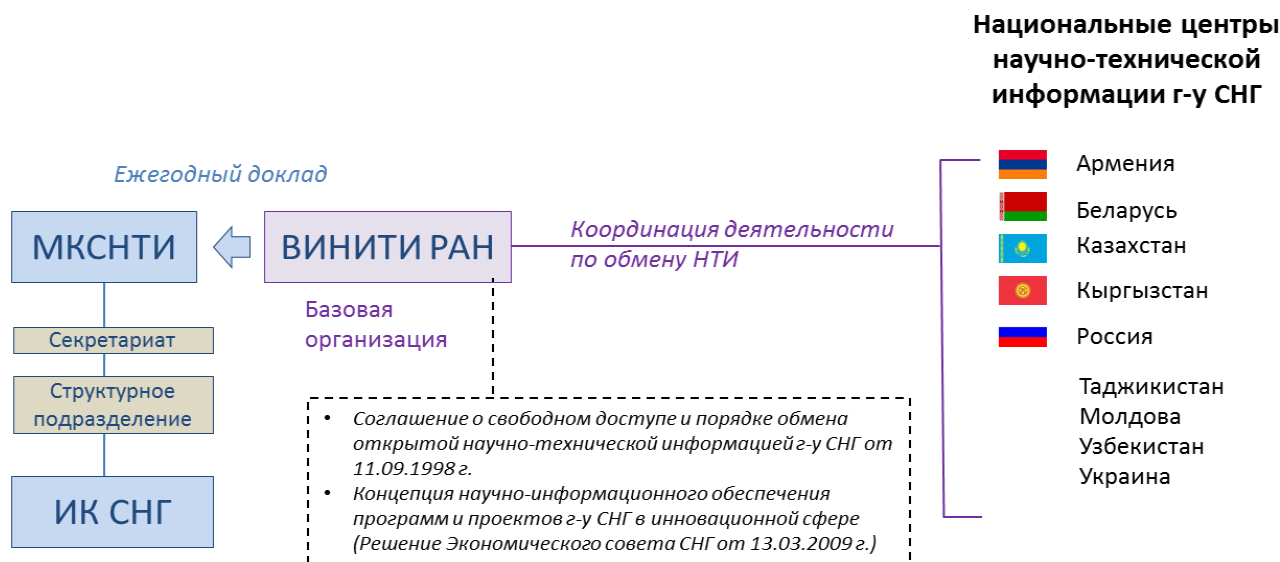 Национальные центры
научно-технической
информации г-у СНГ
Ежегодный доклад
МКСНТИ
ВИНИТИ РАН
Координация деятельности
по обмену НТИ
Базовая
организация
Секретариат
Структурное
подразделение
ИК СНГ
• Соглашение о свободном доступе и порядке обмена
открытой научно-технической информацией г-у СНГ от
11.09.1998 г.
• Концепция научно-информационного обеспечения
программ и проектов г-у СНГ в инновационной сфере
(Решение Экономического совета СНГ от 13.03.2009 г.)
Армения
Беларусь
Казахстан
Кыргызстан
Россия
Таджикистан
Молдова
Узбекистан
Украина